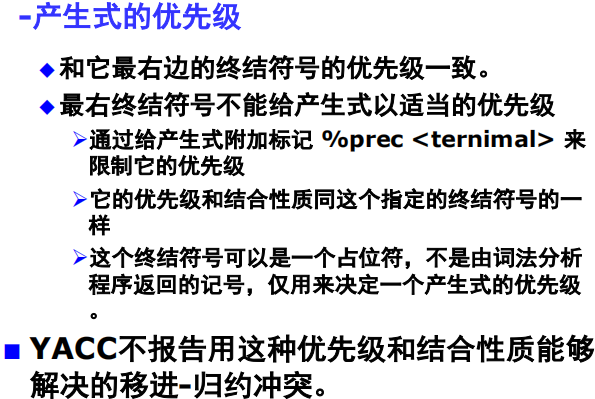 -产生式的优先级
◆和它最右边的终结符号的优先级一致。
◆最右终结符号不能给产生式以适当的优先级
➢通过给产生式附加标记 %prec <ternimal> 来
限制它的优先级
➢它的优先级和结合性质同这个指定的终结符号的一
样
➢这个终结符号可以是一个占位符，不是由词法分析
程序返回的记号，仅用来决定一个产生式的优先级
。
■ YACC不报告用这种优先级和结合性质能够
解决的移进-归约冲突。